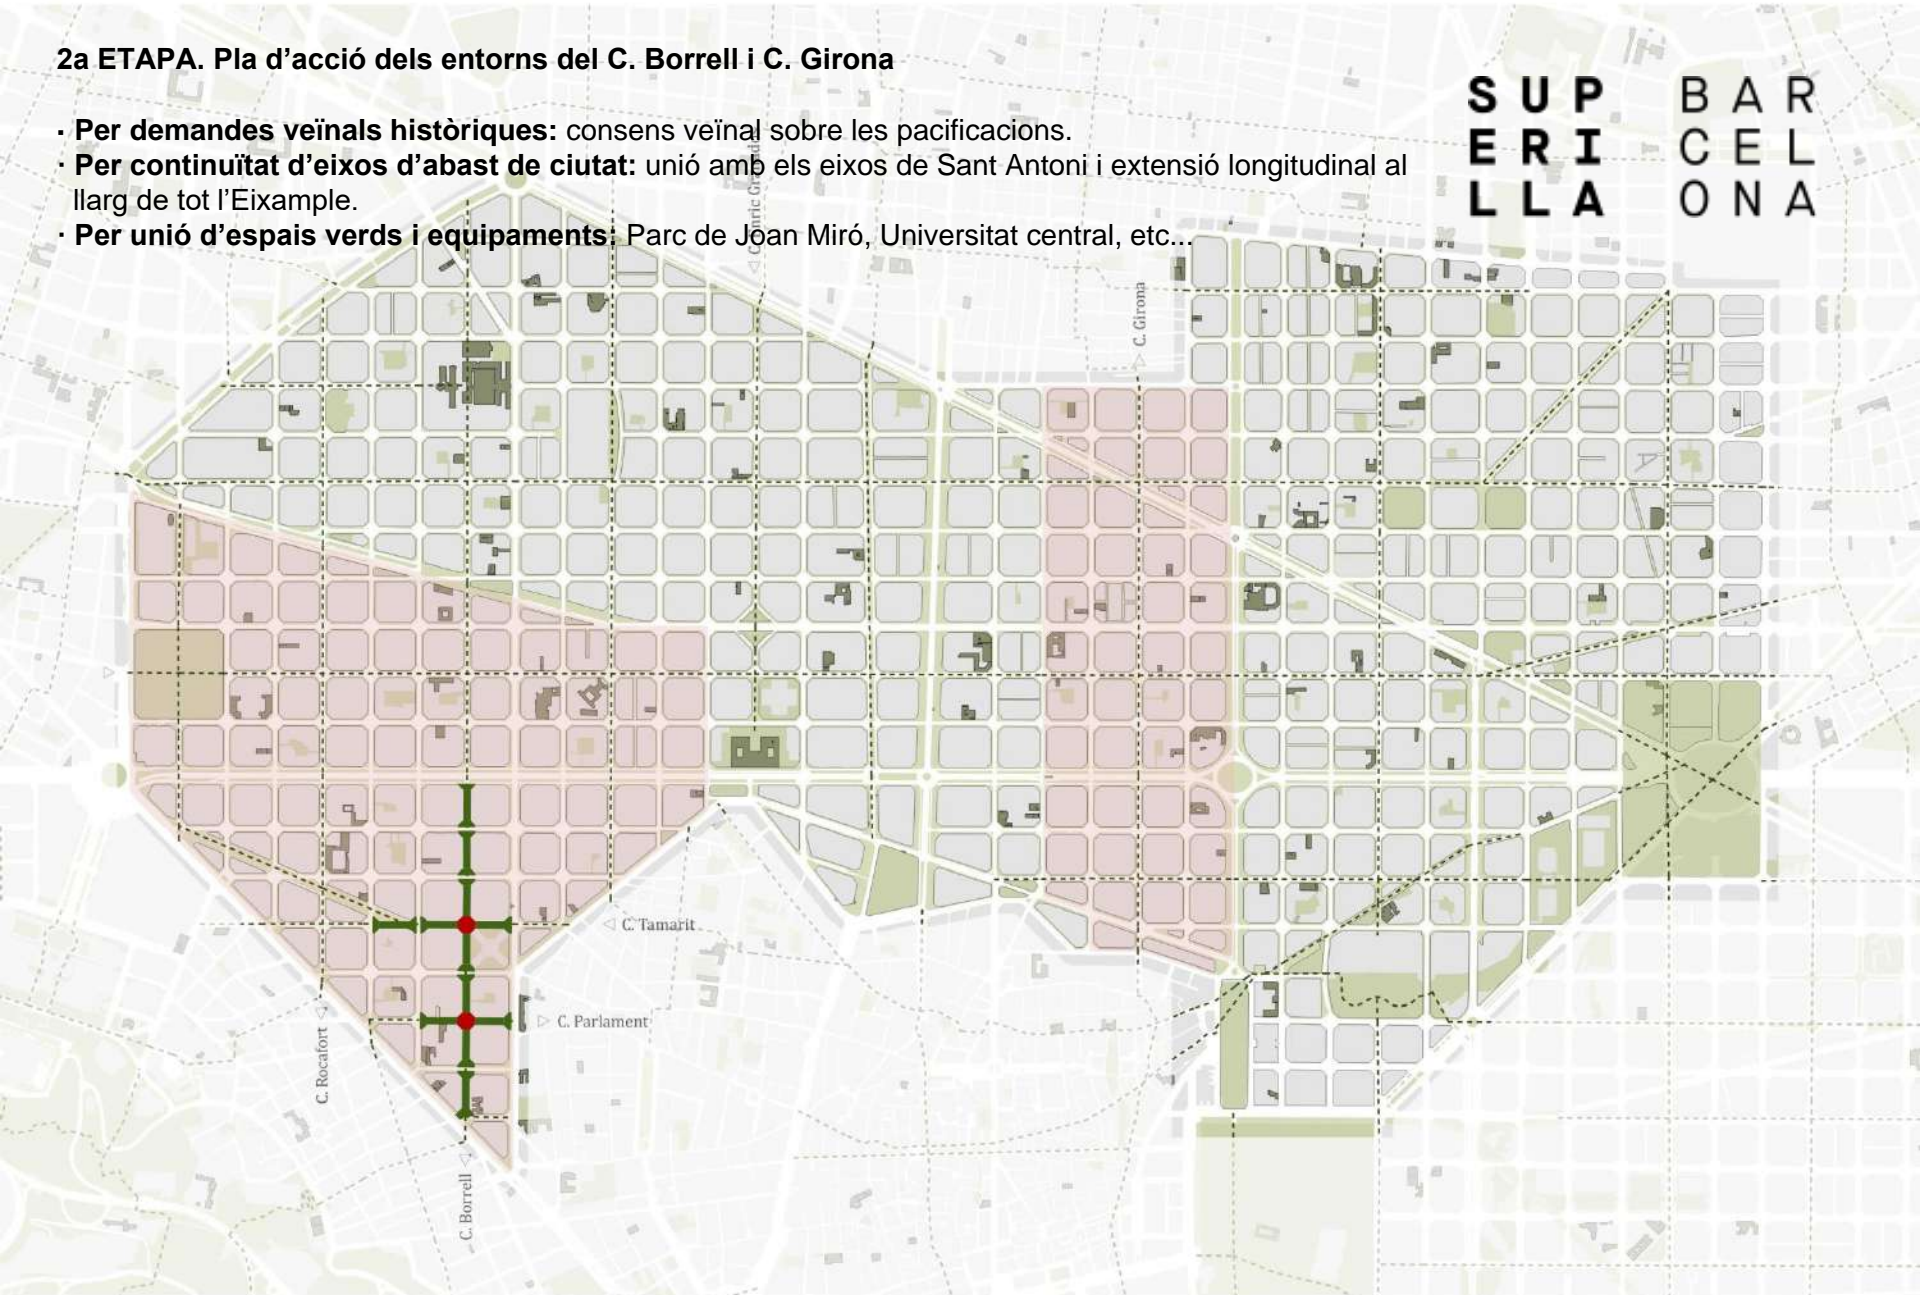 2a ETAPA. Pla d’acció dels entorns del C. Borrell i C. Girona
· Per demandes veïnals històriques: consens veïnal sobre les pacificacions.
· Per continuïtat d’eixos d’abast de ciutat: unió amb els eixos de Sant Antoni i extensió longitudinal al
llarg de tot l’Eixample.
· Per unió d’espais verds i equipaments: Parc de Joan Miró, Universitat central, etc...
SUP BAR
ERI CEL
LLA ONA
C. Girona
C. Tamarit
C. Parlament
C. Rocafort
C. Borrell